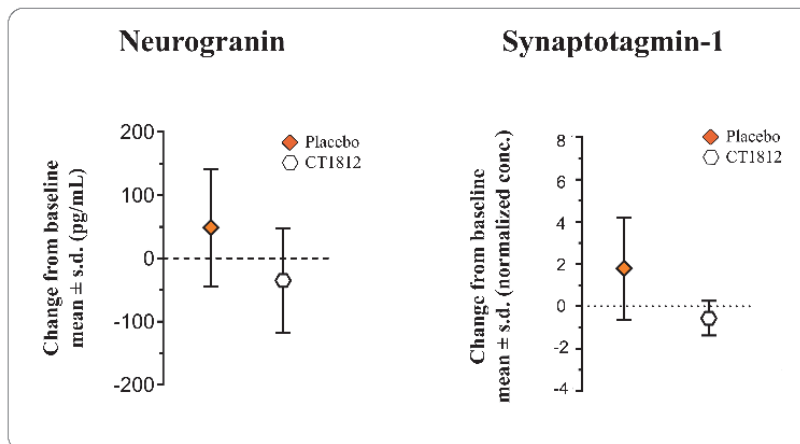 Neurogranin
Change from baseline
mean ± s.d. (pg/mL)
200
100
0
-100
-200
Placebo
CT1812
Synaptotagmin-1
Change from baseline
mean ± s.d. (normalized conc.)
8
6
4
2
0
-2
-4
Placebo
CT1812